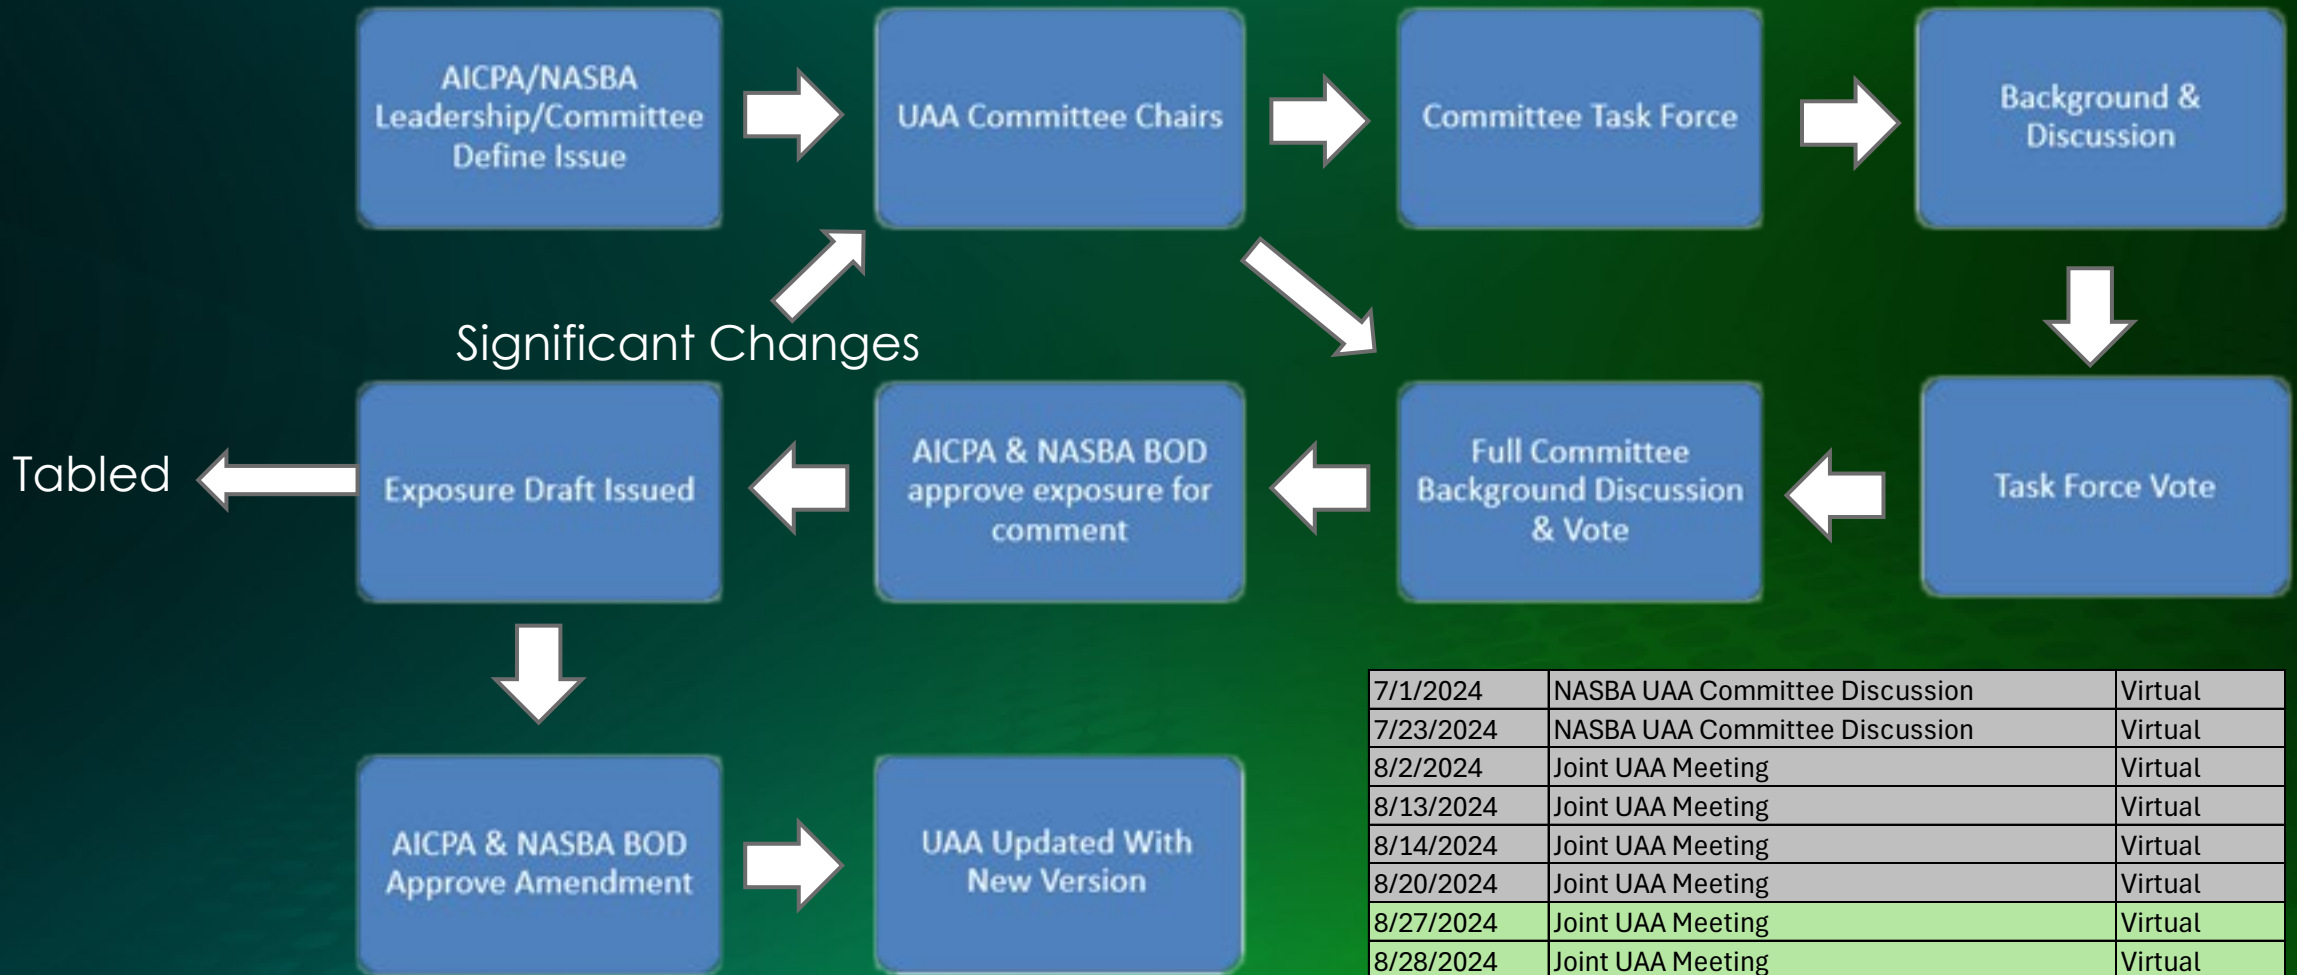 AICPA/NASBA
Leadership/Committee
Define Issue
UAA Committee Chairs
Committee Task Force
Background &
Discussion
Significant Changes
Tabled
Exposure Draft Issued
AICPA & NASBA BOD
approve exposure for
comment
Full Committee
Background Discussion
& Vote
Task Force Vote
AICPA & NASBA BOD
Approve Amendment
UAA Updated With
New Version
7/1/2024 NASBA UAA Committee Discussion Virtual
7/23/2024 NASBA UAA Committee Discussion Virtual
8/2/2024 Joint UAA Meeting Virtual
8/13/2024 Joint UAA Meeting Virtual
8/14/2024 Joint UAA Meeting Virtual
8/20/2024 Joint UAA Meeting Virtual
8/27/2024 Joint UAA Meeting Virtual
8/28/2024 Joint UAA Meeting Virtual